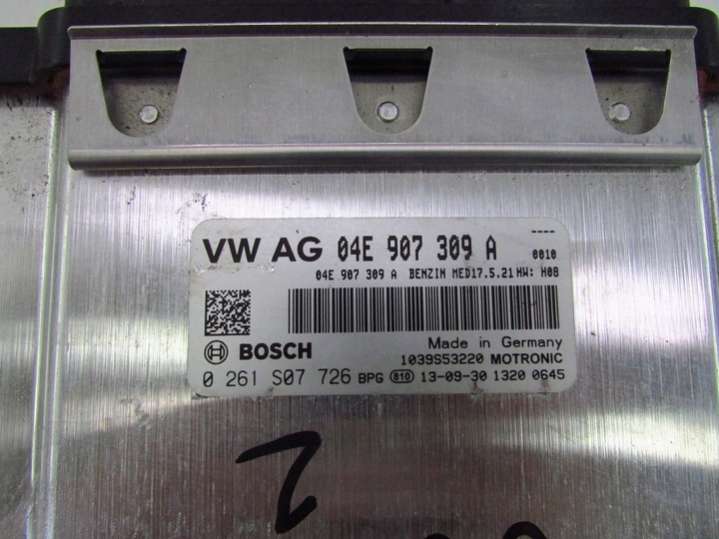 ----
VW AG 04E 907 309 A 0010
04E 907 309 A BENZIN MED17.5.21 HW: H08
BOSCH Made in Germany
1039S53220 MOTRONIC
0 261 S07 726 BPG 810 13-09-30 1320 0645
2